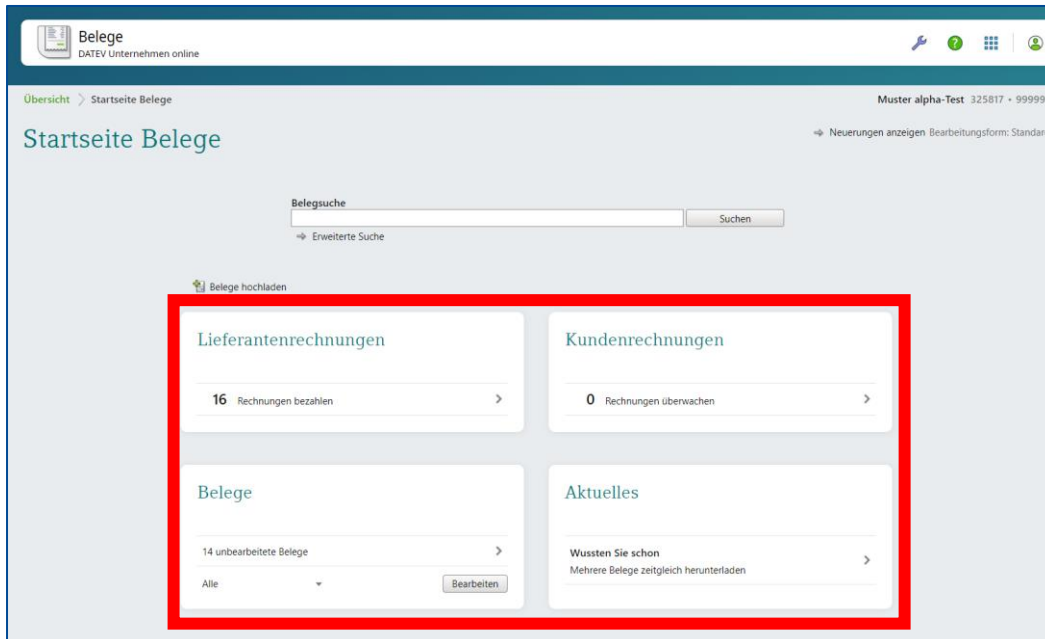 Belege
DATEV Unternehmen online
Übersicht
Startseite Belege
Muster alpha-Test 325817 • 99999
Startseite Belege
Neuerungen anzeigen Bearbeitungsform: Standar
Belegsuche
Suchen
Erweiterte Suche
Belege hochladen
Lieferantenrechnungen
16 Rechnungen bezahlen
Kundenrechnungen
0 Rechnungen überwachen
Belege
14 unbearbeitete Belege
Alle
Bearbeiten
Aktuelles
Wussten Sie schon
Mehrere Belege zeitgleich herunterladen